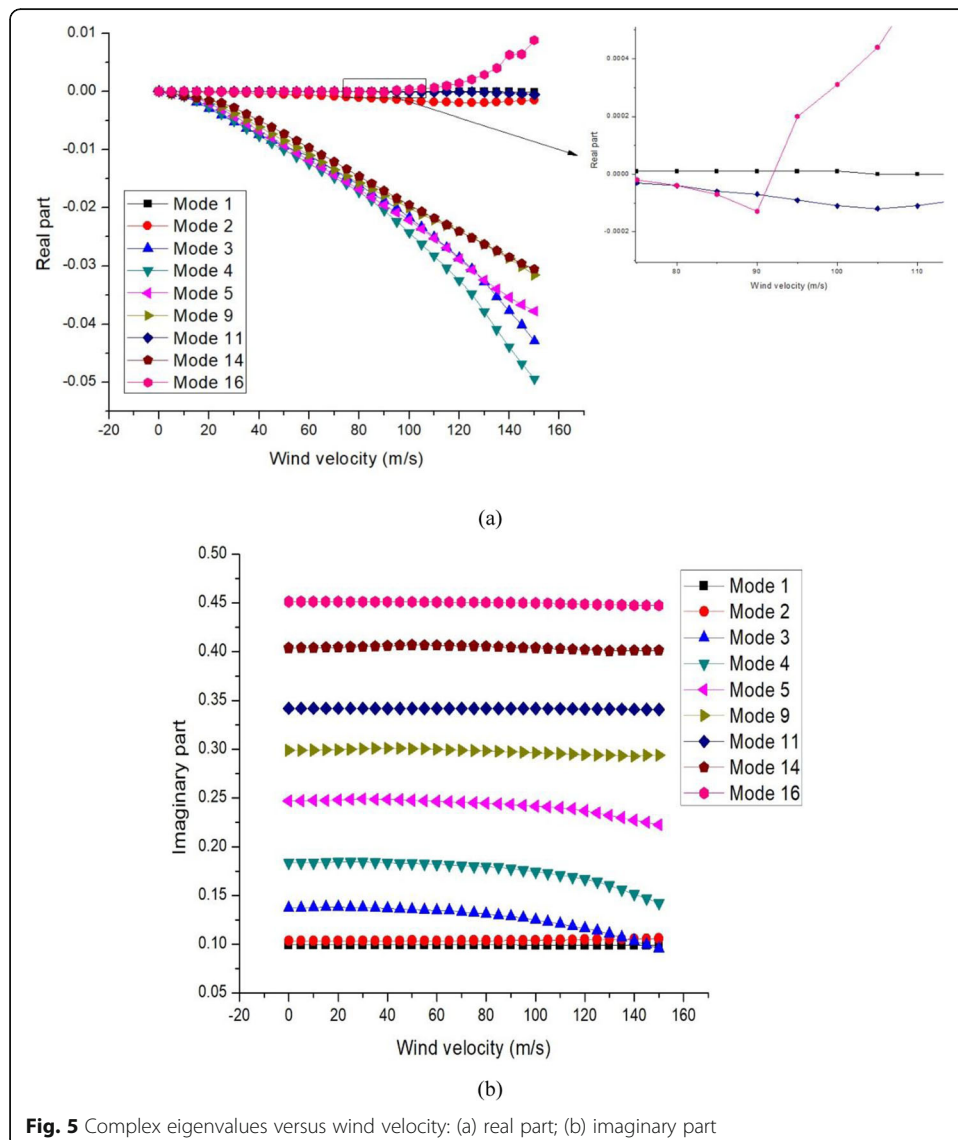 0.01
0.00
-0.01
-0.02
-0.03
-0.04
-0.05
Real part
Mode 1
Mode 2
Mode 3
Mode 4
Mode 5
Mode 9
Mode 11
Mode 14
Mode 16
-20 0 20 40 60 80 100 120 140 160
Wind velocity (m/s)
0.0004
0.0002
0.0000
-0.0002
Real part
80 90 100 110
Wind velocity (m/s)
(a)
0.50
0.45
0.40
0.35
0.30
0.25
0.20
0.15
0.10
0.05
Imaginary part
Mode 1
Mode 2
Mode 3
Mode 4
Mode 5
Mode 9
Mode 11
Mode 14
Mode 16
-20 0 20 40 60 80 100 120 140 160
Wind velocity (m/s)
(b)
Fig. 5 Complex eigenvalues versus wind velocity: (a) real part; (b) imaginary part